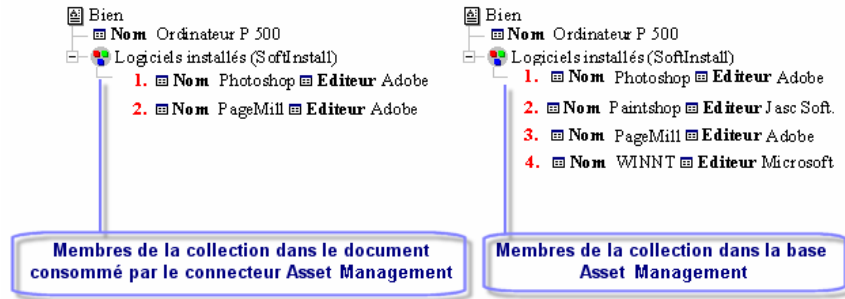 Bien
Nom Ordinateur P 500
Logiciels installés (SoftInstall)
1. Nom Photoshop Editeur Adobe
2. Nom PageMill Editeur Adobe
Membres de la collection dans le document
consommé par le connecteur Asset Management
Bien
Nom Ordinateur P 500
Logiciels installés (SoftInstall)
1. Nom Photoshop Editeur Adobe
2. Nom Paintshop Editeur Jasc Soft.
3. Nom PageMill Editeur Adobe
4. Nom WINNT Editeur Microsoft
Membres de la collection dans la base
Asset Management